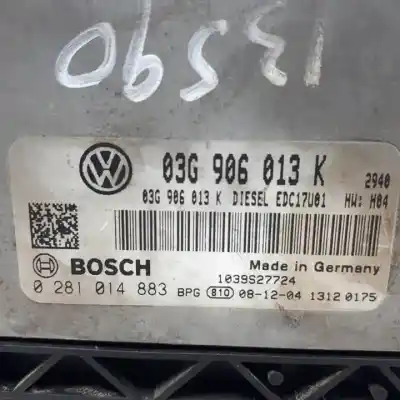 13590
03G 906 013 K 2940
03G 906 013 K DIESEL EDC17U01 HW: H04
BOSCH
Made in Germany
1039S27724
0 281 014 883 BPG 810 08-12-04 1312 0175